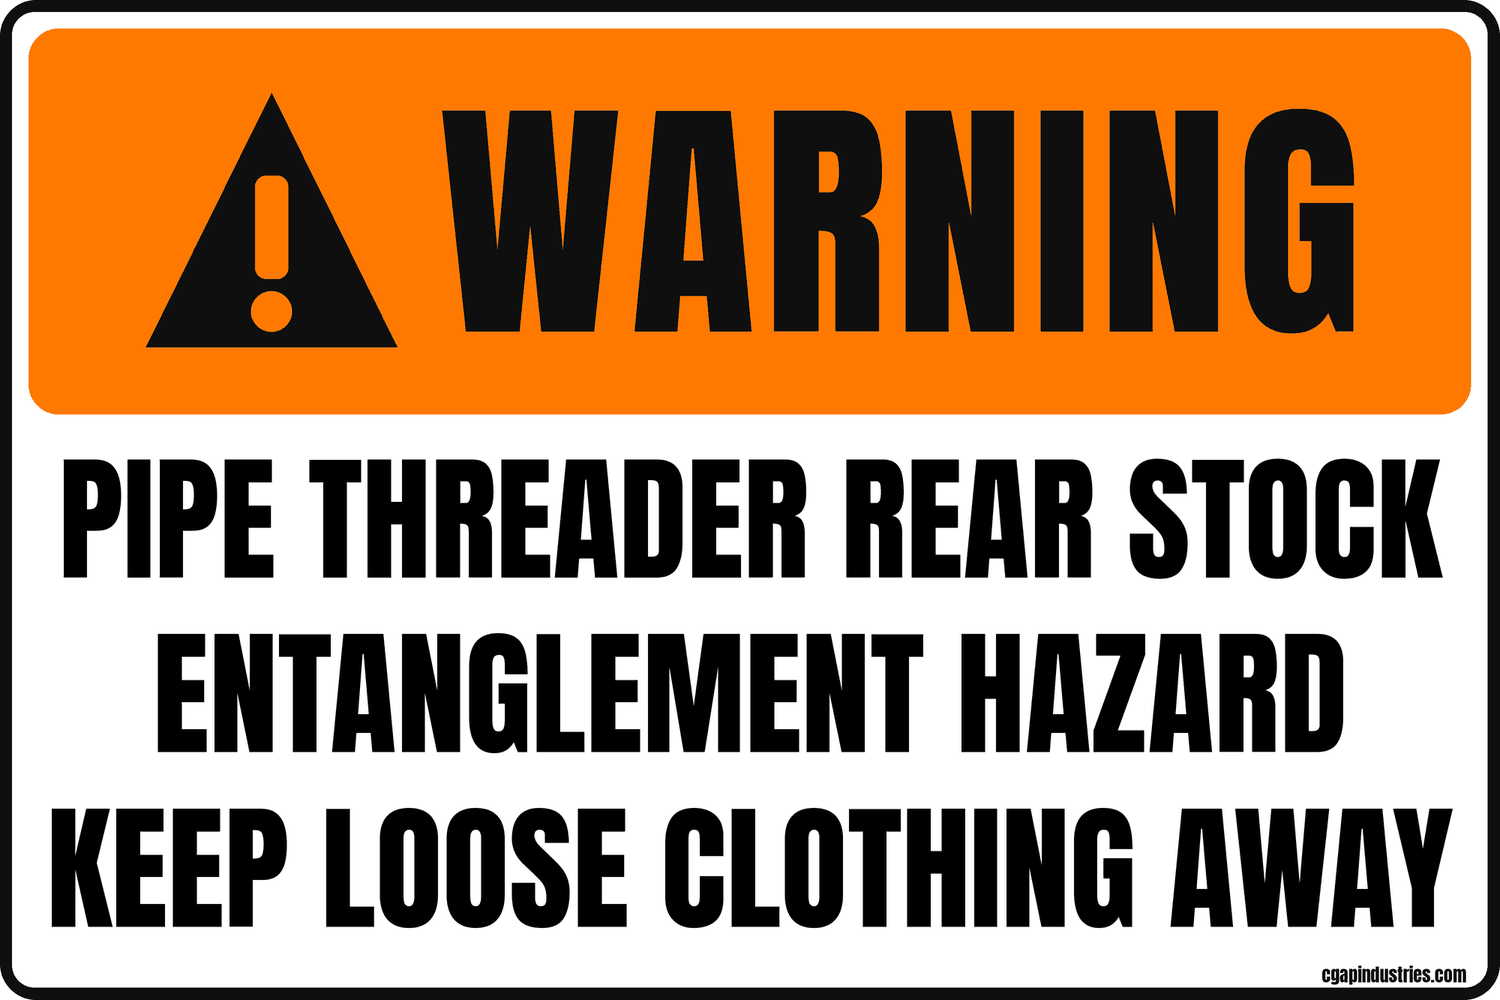 WARNING
PIPE THREADER REAR STOCK
ENTANGLEMENT HAZARD
KEEP LOOSE CLOTHING AWAY
cgapindustries.com